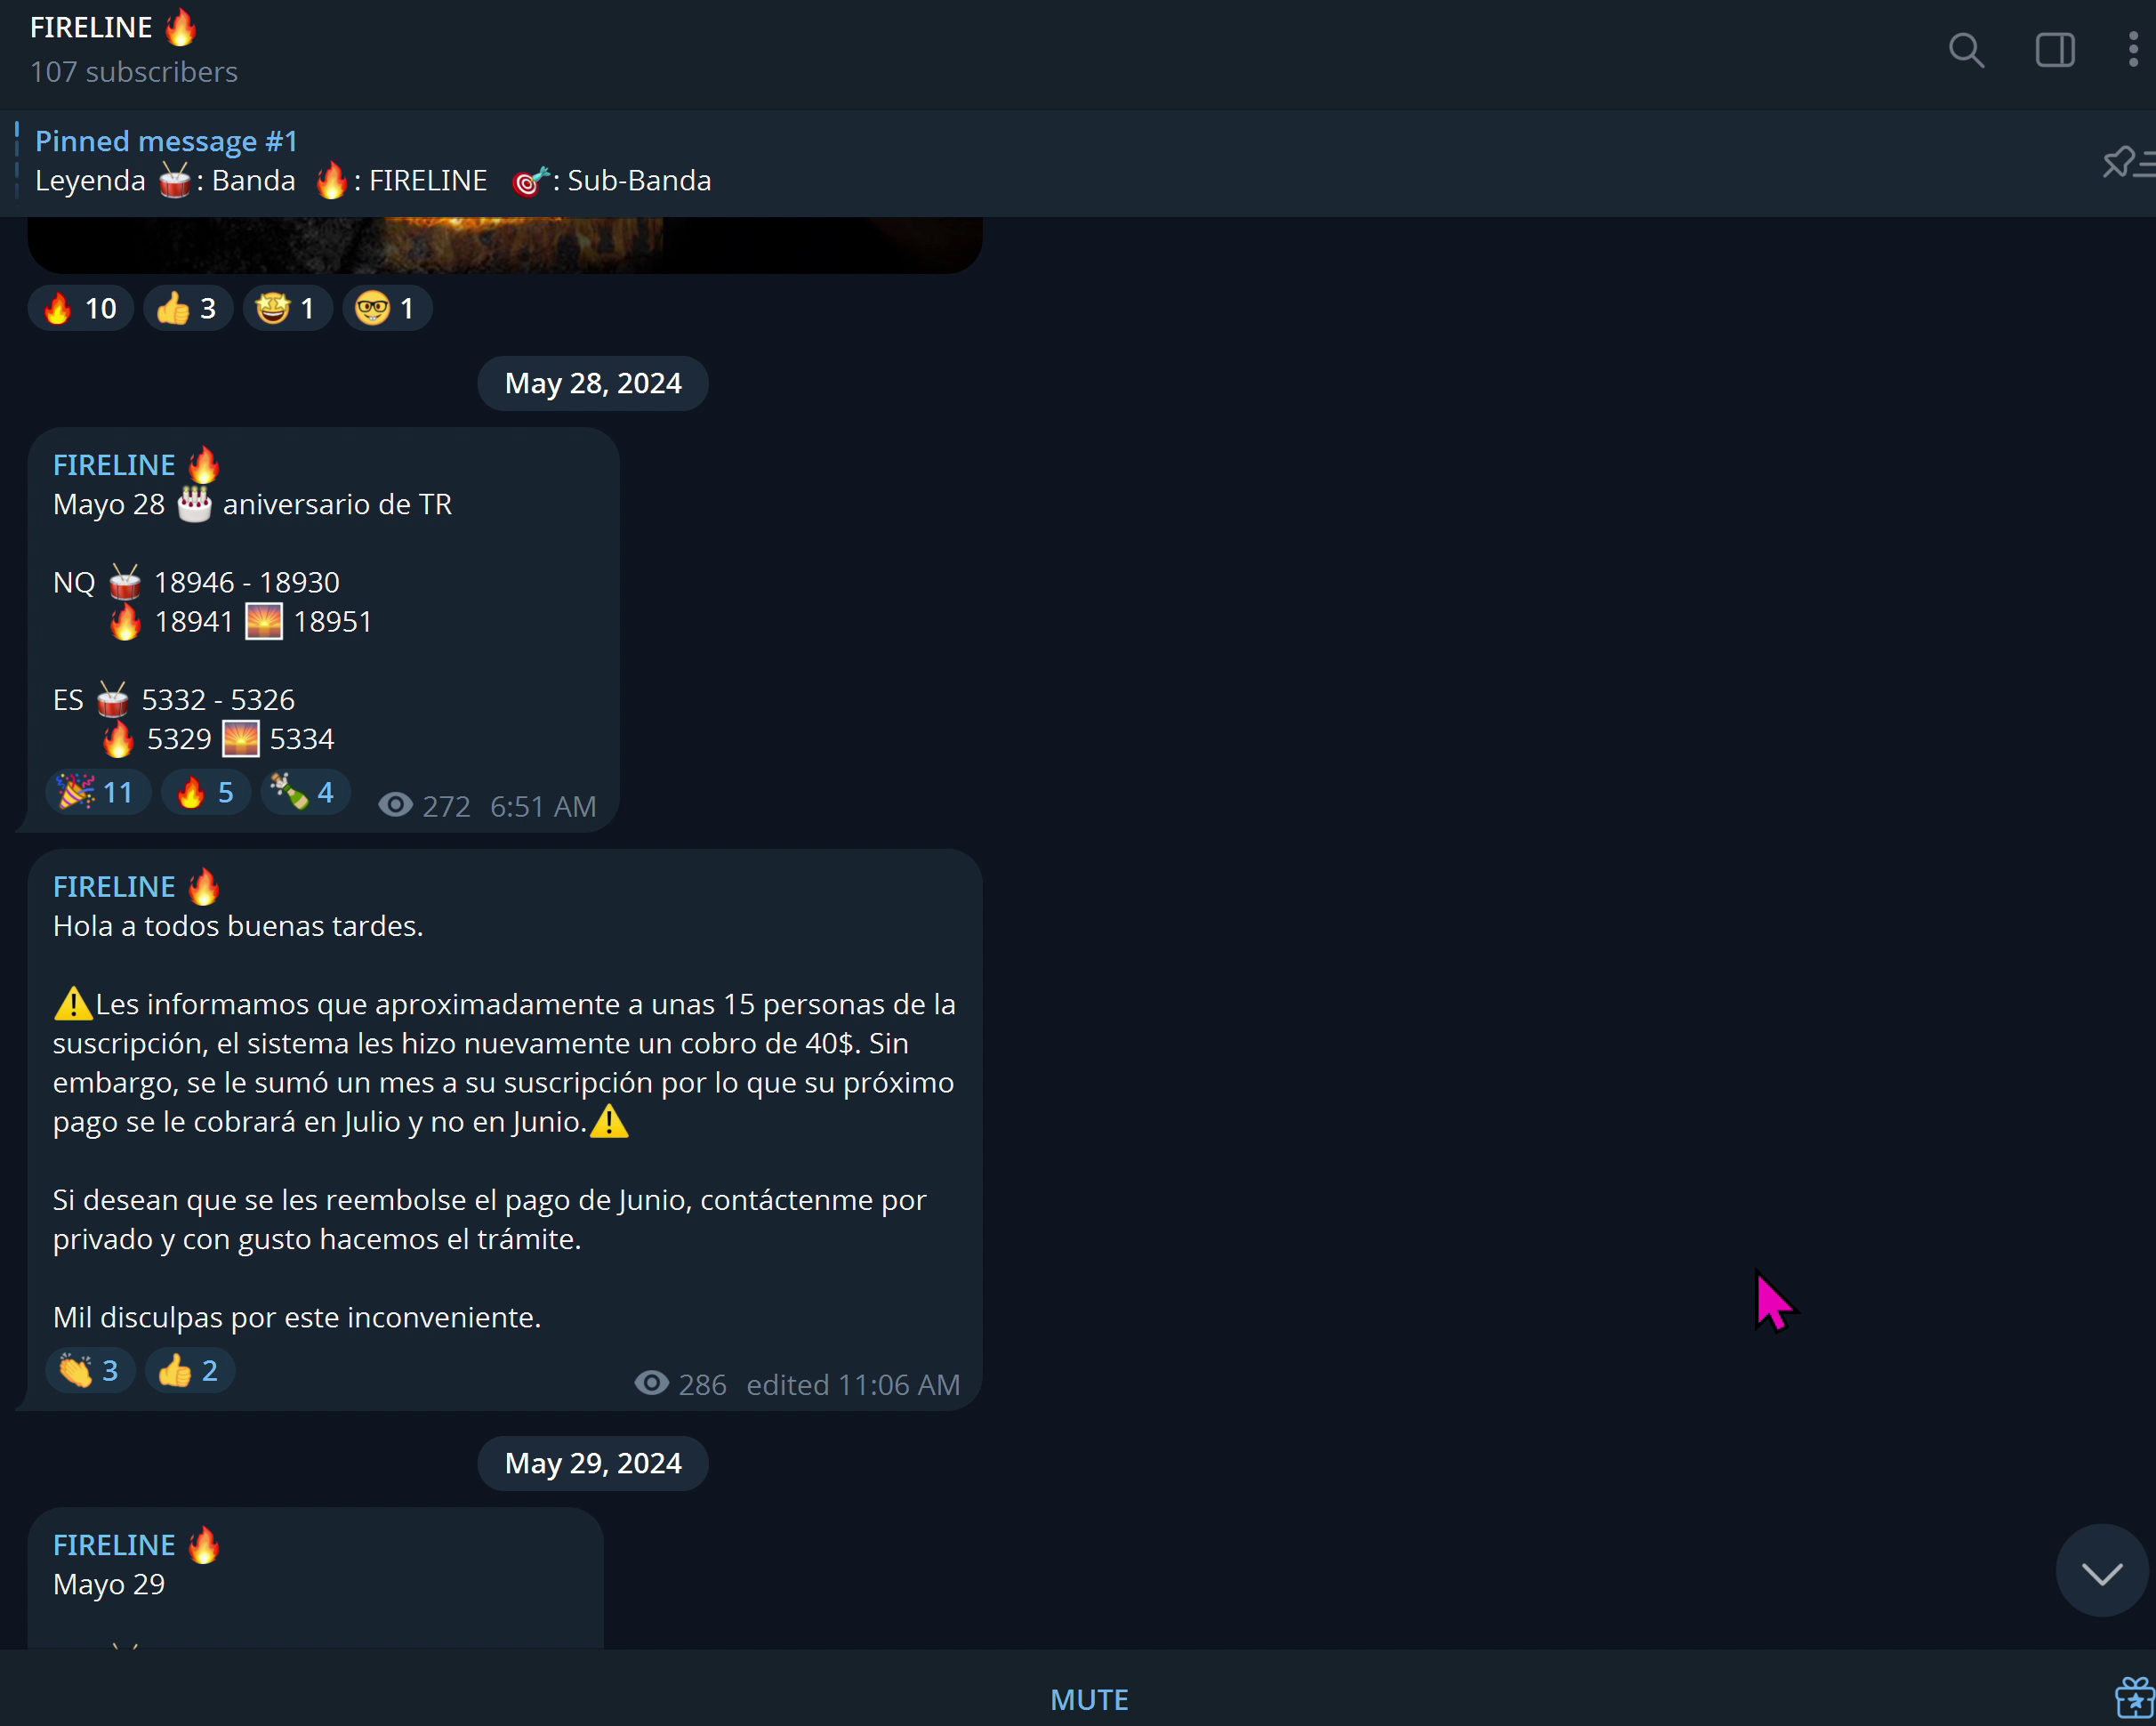 FIRELINE 🔥
107 subscribers
Pinned message #1
Leyenda 🥁: Banda 🔥: FIRELINE 🎯: Sub-Banda
🔥 10 👍 3 🤩 1 🤓 1
May 28, 2024
FIRELINE 🔥
Mayo 28 🎂 aniversario de TR
NQ 🥁 18946 - 18930
🔥 18941 🌅 18951
ES 🥁 5332 - 5326
🔥 5329 🌅 5334
🎉 11 🔥 5 🍾 4 272 6:51 AM
FIRELINE 🔥
Hola a todos buenas tardes.
⚠️Les informamos que aproximadamente a unas 15 personas de la
suscripción, el sistema les hizo nuevamente un cobro de 40$. Sin
embargo, se le sumó un mes a su suscripción por lo que su próximo
pago se le cobrará en Julio y no en Junio.⚠️
Si desean que se les reembolse el pago de Junio, contáctenme por
privado y con gusto hacemos el trámite.
Mil disculpas por este inconveniente.
👏 3 👍 2 286 edited 11:06 AM
May 29, 2024
FIRELINE 🔥
Mayo 29
MUTE